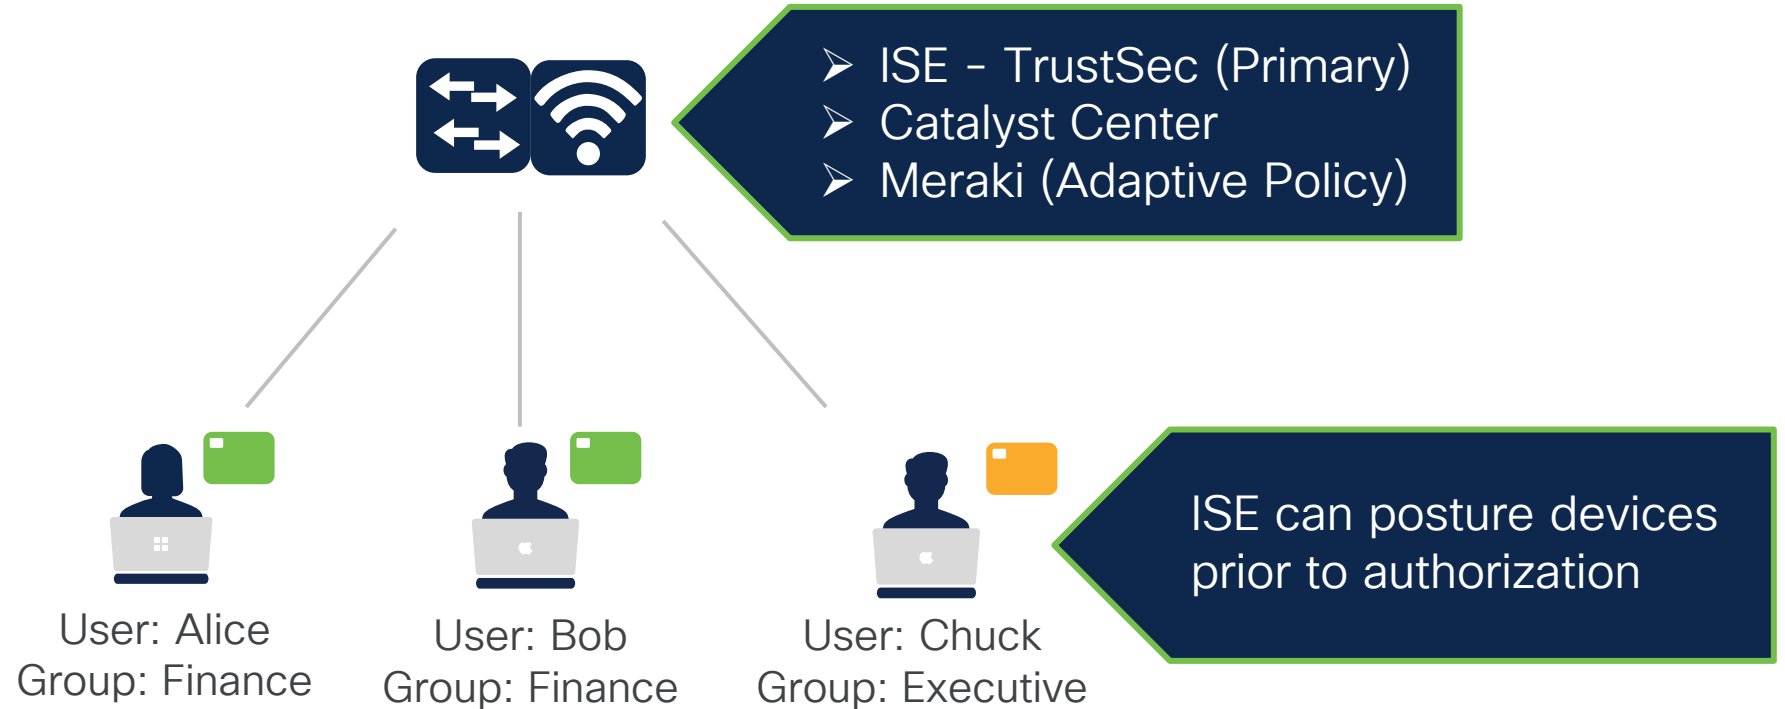 ➢ ISE - TrustSec (Primary)
➢ Catalyst Center
➢ Meraki (Adaptive Policy)
ISE can posture devices
prior to authorization
User: Alice
Group: Finance
User: Bob
Group: Finance
User: Chuck
Group: Executive